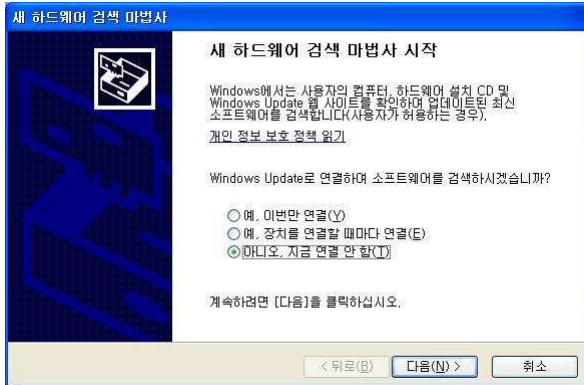 새 하드웨어 검색 마법사
새 하드웨어 검색 마법사 시작
Windows에서는 사용자의 컴퓨터, 하드웨어 설치 CD 및
Windows Update 웹 사이트를 확인하여 업데이트된 최신
소프트웨어를 검색합니다(사용자가 허용하는 경우).
개인 정보 보호 정책 읽기
Windows Update로 연결하여 소프트웨어를 검색하시겠습니까?
예, 이번만 연결(Y)
예, 장치를 연결할 때마다 연결(E)
아니오, 지금 연결 안 함(T)
계속하려면 [다음]을 클릭하십시오.
< 뒤로(B) 다음(N) > 취소